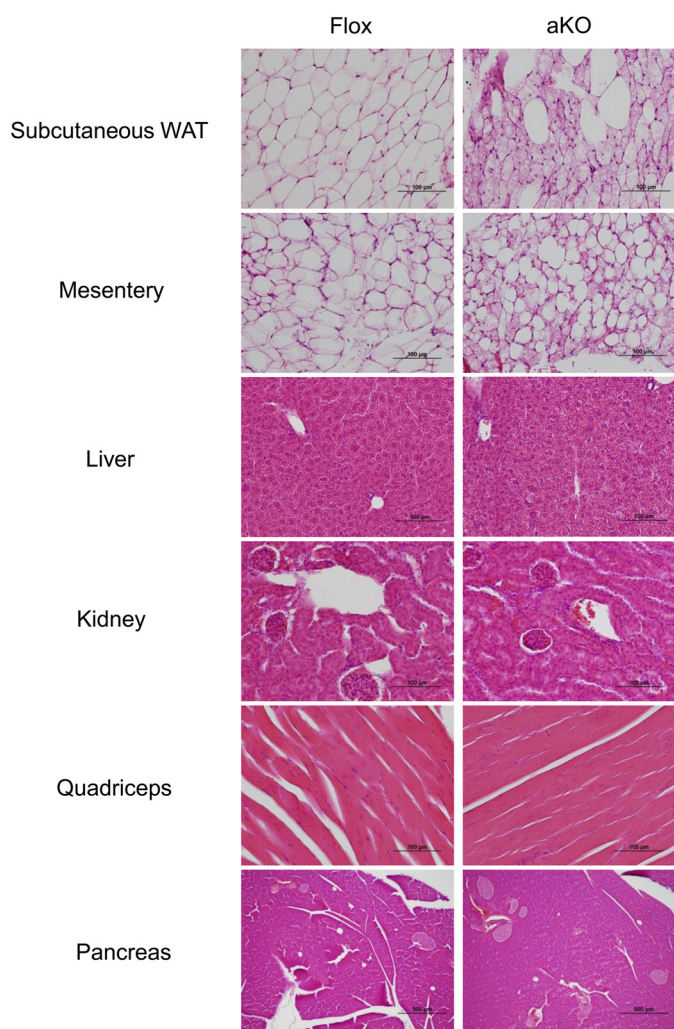 Flox aKO
Subcutaneous WAT
100 µm 100 µm
Mesentery
100 µm 100 µm
Liver
100 µm 100 µm
Kidney
100 µm 100 µm
Quadriceps
100 µm 100 µm
Pancreas
500 µm 500 µm